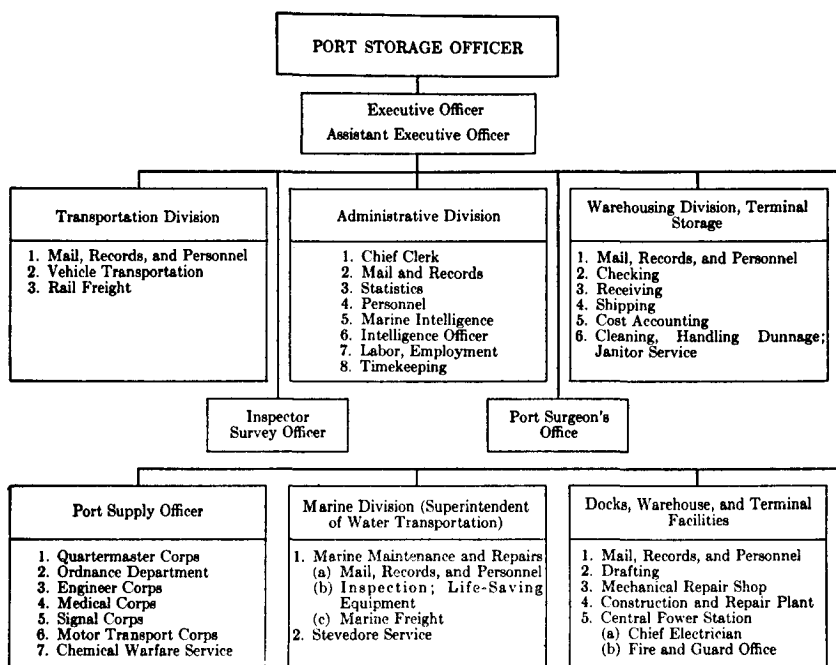 PORT STORAGE OFFICER
Executive Officer
Assistant Executive Officer
Transportation Division
1. Mail, Records, and Personnel
2. Vehicle Transportation
3. Rail Freight
Administrative Division
1. Chief Clerk
2. Mail and Records
3. Statistics
4. Personnel
5. Marine Intelligence
6. Intelligence Officer
7. Labor, Employment
8. Timekeeping
Warehousing Division, Terminal
Storage
1. Mail, Records, and Personnel
2. Checking
3. Receiving
4. Shipping
5. Cost Accounting
6. Cleaning, Handling Dunnage;
Janitor Service
Inspector
Survey Officer
Port Surgeon's
Office
Port Supply Officer
1. Quartermaster Corps
2. Ordnance Department
3. Engineer Corps
4. Medical Corps
5. Signal Corps
6. Motor Transport Corps
7. Chemical Warfare Service
Marine Division (Superintendent
of Water Transportation)
1. Marine Maintenance and Repairs
(a) Mail, Records, and Personnel
(b) Inspection; Life-Saving
Equipment
(c) Marine Freight
2. Stevedore Service
Docks, Warehouse, and Terminal
Facilities
1. Mail, Records, and Personnel
2. Drafting
3. Mechanical Repair Shop
4. Construction and Repair Plant
5. Central Power Station
(a) Chief Electrician
(b) Fire and Guard Office